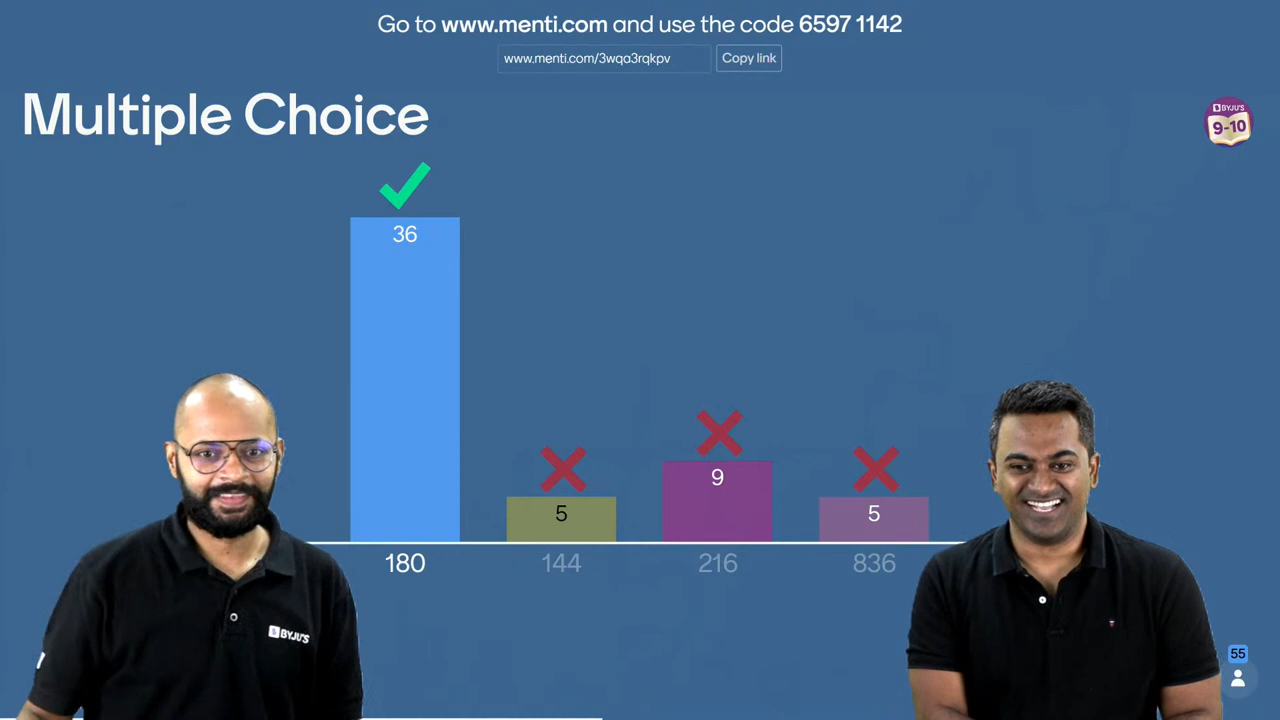 Go to www.menti.com and use the code 6597 1142
www.menti.com/3wqa3rqkpv Copy link
Multiple Choice
BYJU'S
9-10
36
5
9
5
180 144 216 836
BYJU'S
55